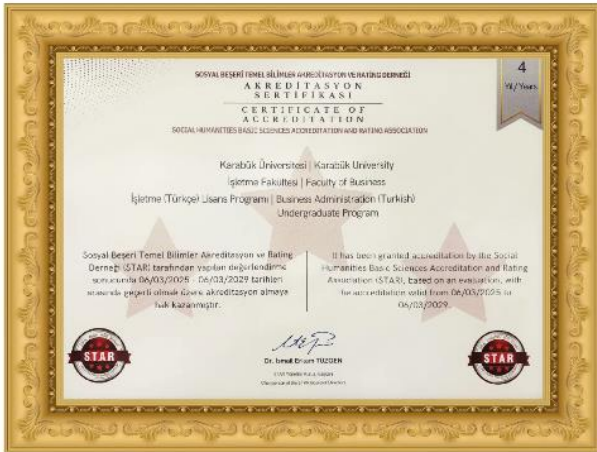 SOSYAL BEŞERİ TEMEL BİLİMLER AKREDİTASYON VE RATİNG DERNEĞİ
AKREDİTASYON
SERTİFİKASI
CERTIFICATE OF
ACCREDITATION
SOCIAL HUMANITIES BASIC SCIENCES ACCREDITATION AND RATING ASSOCIATION
4
Yıl / Years
Karabük Üniversitesi | Karabük University
İşletme Fakültesi | Faculty of Business
İşletme (Türkçe) Lisans Programı | Business Administration (Turkish)
Undergraduate Program
Sosyal Beşeri Temel Bilimler Akreditasyon ve Rating
Derneği (STAR) tarafından yapılan değerlendirme
sonucunda 06/03/2025 - 06/03/2029 tarihleri
arasında geçerli olmak üzere akreditasyon almaya
hak kazanmıştır.
It has been granted accreditation by the Social
Humanities Basic Sciences Accreditation and Rating
Association (STAR), based on an evaluation, with
the accreditation valid from 06/03/2025 to
06/03/2029.
STAR
Dr. İsmail Erkam TÜZGEN
STAR